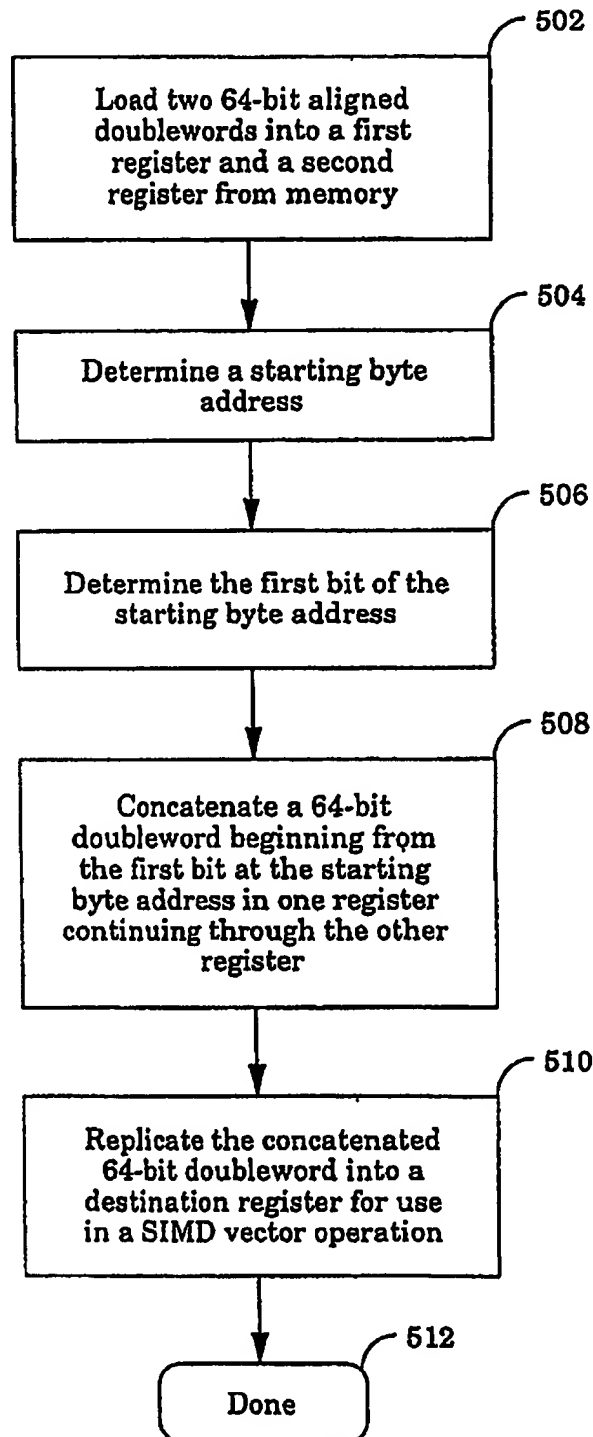 502
Load two 64-bit aligned
doublewords into a first
register and a second
register from memory
504
Determine a starting byte
address
506
Determine the first bit of the
starting byte address
508
Concatenate a 64-bit
doubleword beginning from
the first bit at the starting
byte address in one register
continuing through the other
register
510
Replicate the concatenated
64-bit doubleword into a
destination register for use
in a SIMD vector operation
512
Done